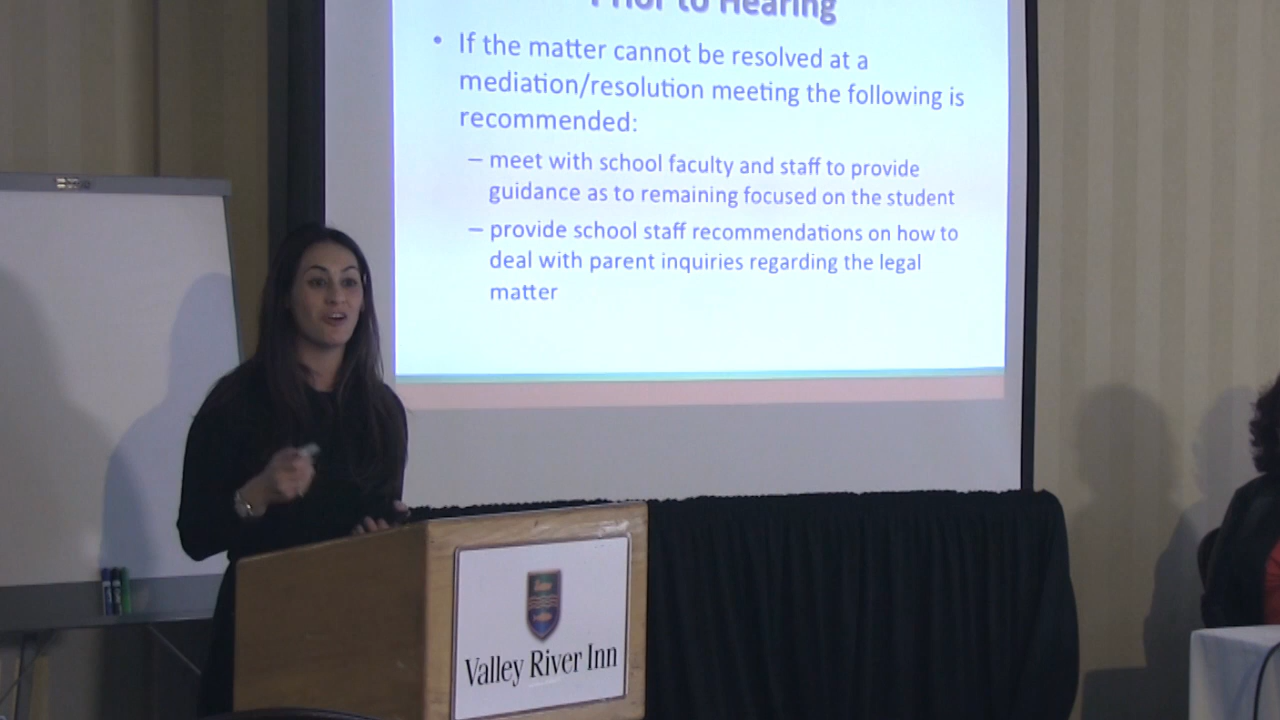 Prior to Hearing
• If the matter cannot be resolved at a
mediation/resolution meeting the following is
recommended:
– meet with school faculty and staff to provide
guidance as to remaining focused on the student
– provide school staff recommendations on how to
deal with parent inquiries regarding the legal
matter
Valley River Inn